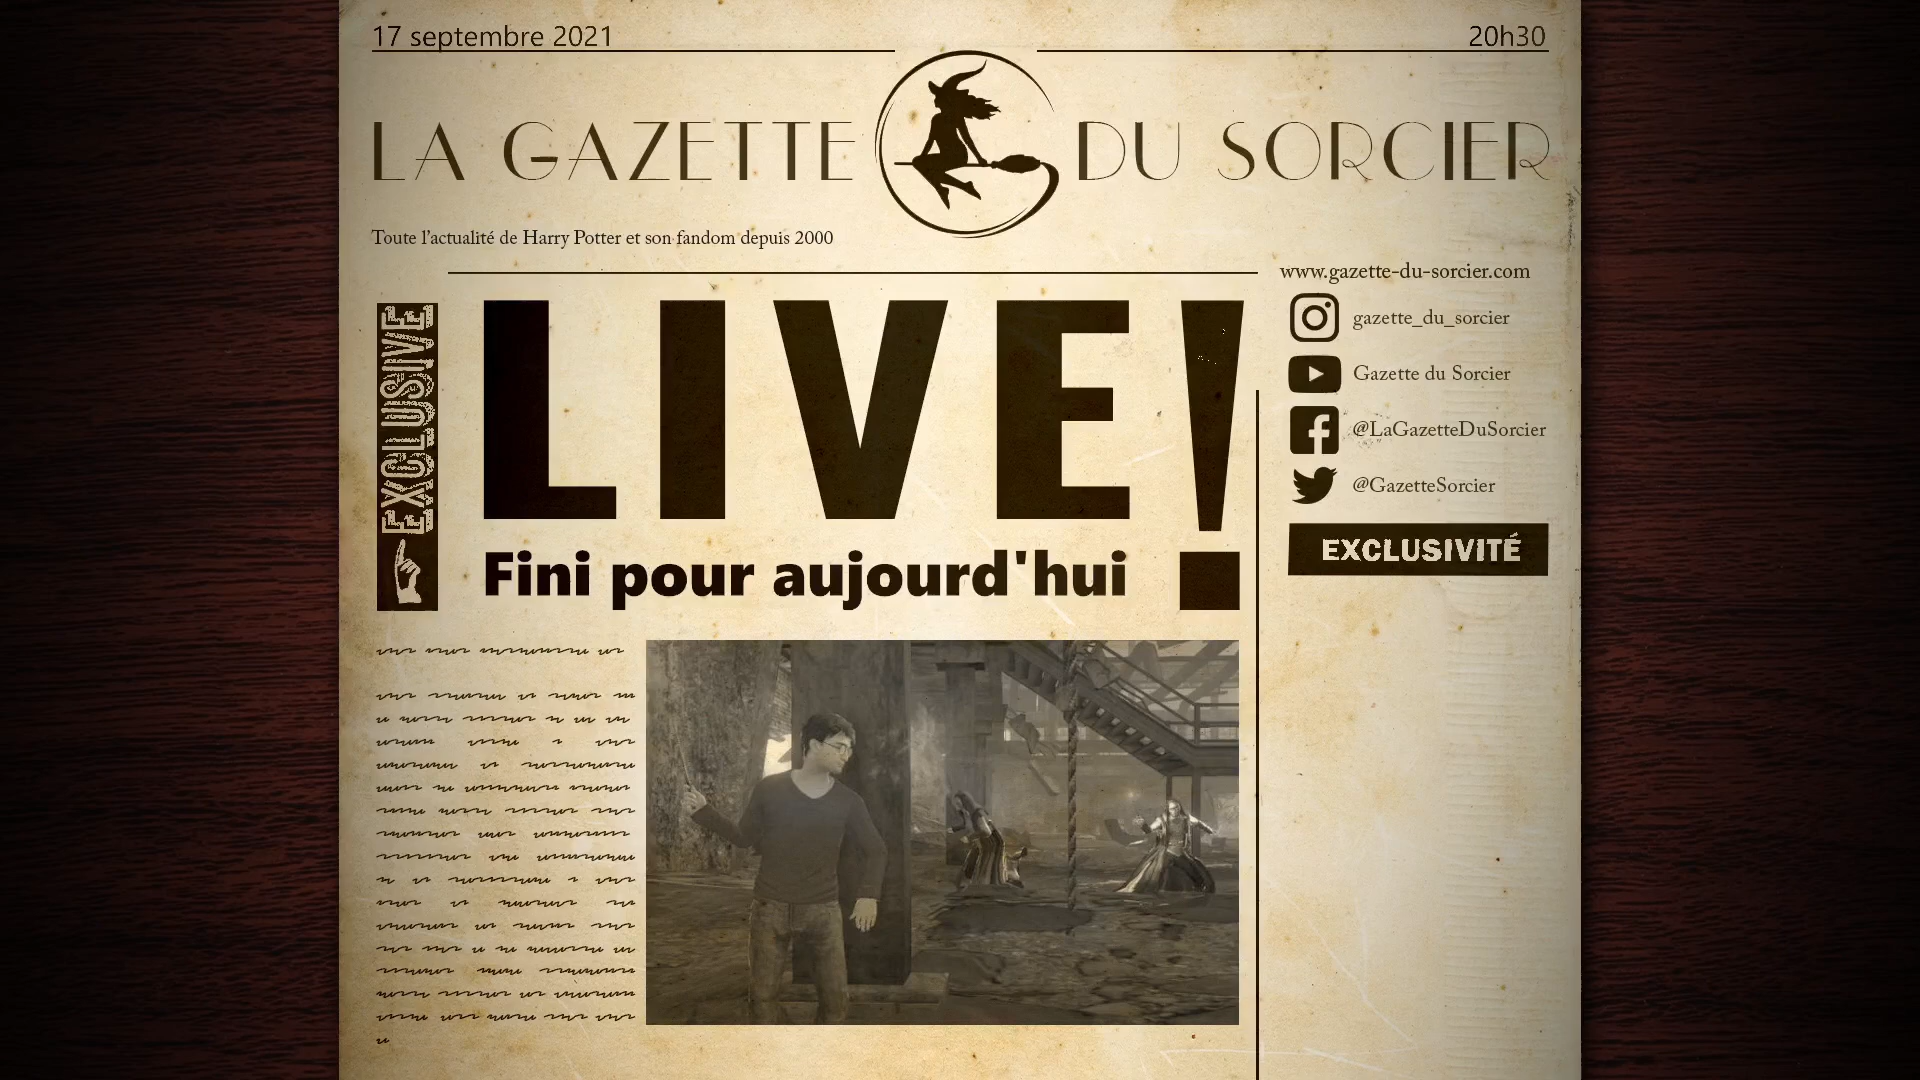 17 septembre 2021
20h30
LA GAZETTE DU SORCIER
Toute l'actualité de Harry Potter et son fandom depuis 2000
www.gazette-du-sorcier.com
EXCLUSIVE
LIVE!
Fini pour aujourd'hui
gazette_du_sorcier
Gazette du Sorcier
@LaGazetteDuSorcier
@GazetteSorcier
EXCLUSIVITÉ